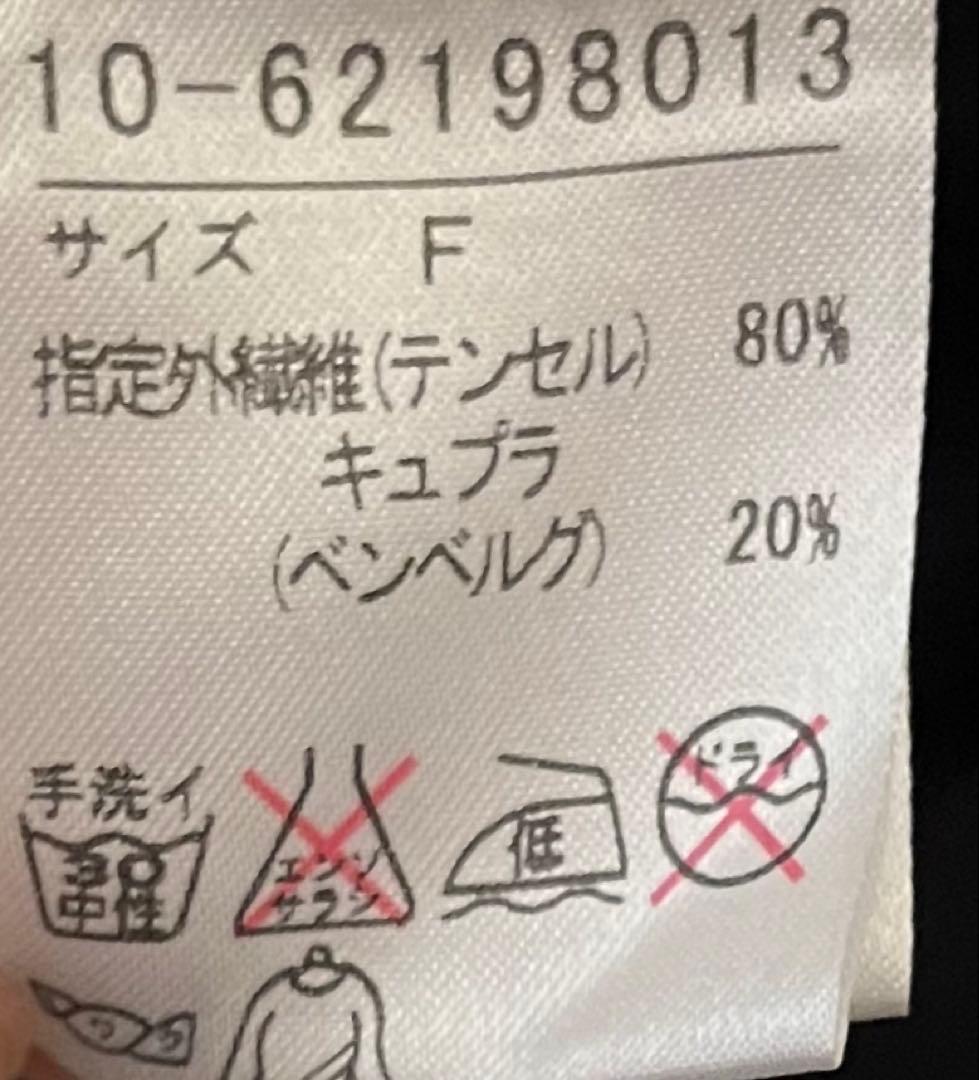 10-62198013
サイズ F
指定外繊維(テンセル) 80%
キュプラ
(ベンベルグ) 20%
手洗イ
30
中性
エンソ
サラシ
低
ドライ